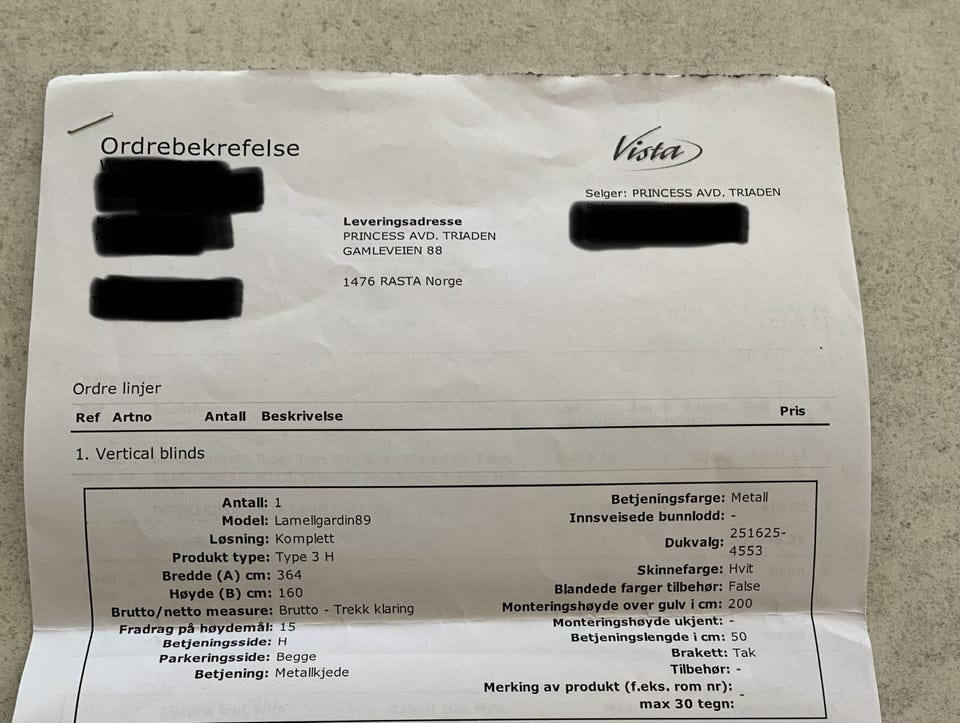 Ordrebekrefelse
Vista
Selger: PRINCESS AVD. TRIADEN
Leveringsadresse
PRINCESS AVD. TRIADEN
GAMLEVEIEN 88
1476 RASTA Norge
Ordre linjer
Ref Artno Antall Beskrivelse Pris
1. Vertical blinds
Antall: 1
Model: Lamellgardin89
Løsning: Komplett
Produkt type: Type 3 H
Bredde (A) cm: 364
Høyde (B) cm: 160
Brutto/netto measure: Brutto - Trekk klaring
Fradrag på høydemål: 15
Betjeningsside: H
Parkeringsside: Begge
Betjening: Metallkjede
Betjeningsfarge: Metall
Innsveisede bunnlodd: -
Dukvalg: 251625-
4553
Skinnefarge: Hvit
Blandede farger tilbehør: False
Monteringshøyde over gulv i cm: 200
Monteringshøyde ukjent: -
Betjeningslengde i cm: 50
Brakett: Tak
Tilbehør: -
Merking av produkt (f.eks. rom nr): -
max 30 tegn: